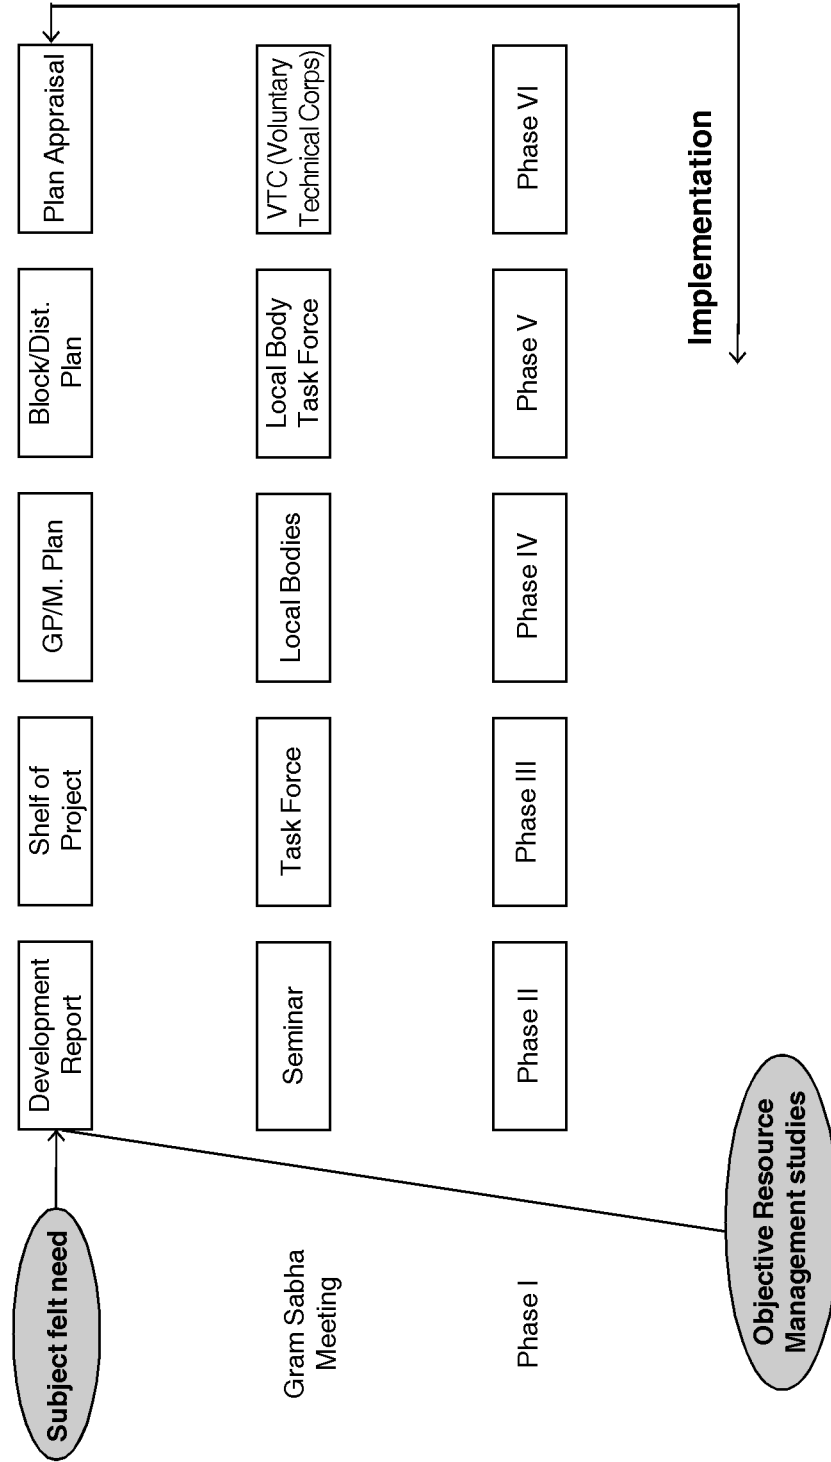 Subject felt need
Development
Report
Shelf of
Project
GP/M. Plan
Block/Dist.
Plan
Plan Appraisal
Gram Sabha
Meeting
Seminar
Task Force
Local Bodies
Local Body
Task Force
VTC (Voluntary
Technical Corps)
Phase I
Phase II
Phase III
Phase IV
Phase V
Phase VI
Objective Resource
Management studies
Implementation